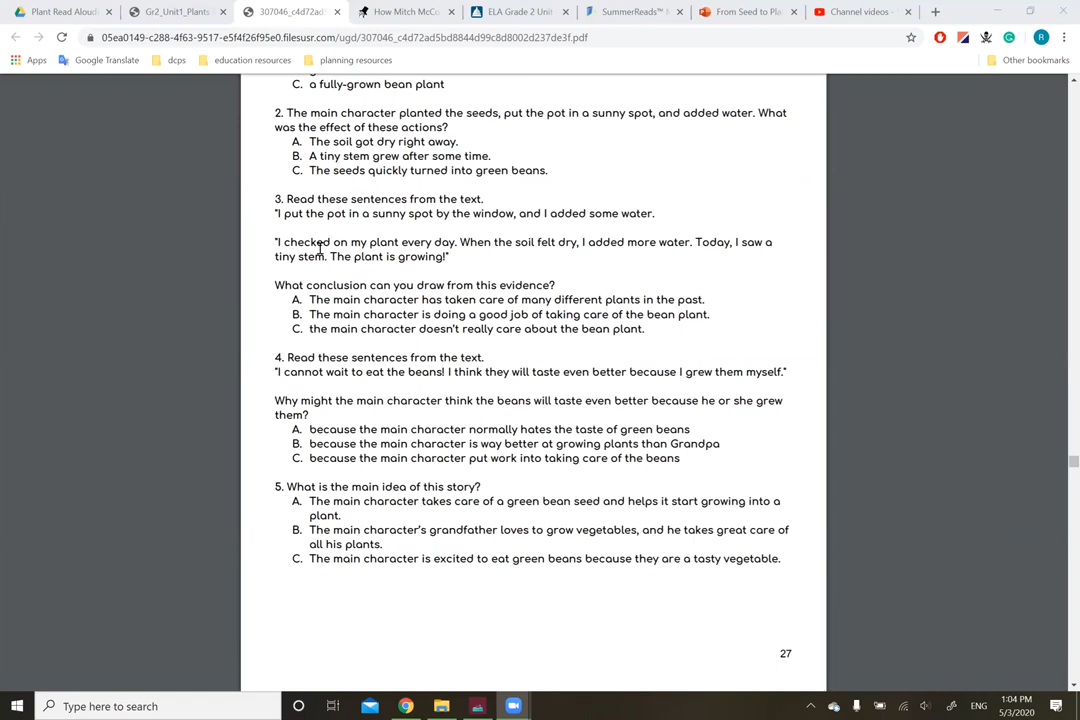 Plant Read Aloud
Gr2_Unit1_Plants
307046_c4d72ad
How Mitch McCo
ELA Grade 2 Unit
SummerReads™
From Seed to Pla
Channel videos -
05ea0149-c288-4f63-9517-e5f4f26f95e0.filesusr.com/ugd/307046_c4d72ad5bd8844d99c8d8002d237de3f.pdf
R
Apps
Google Translate
dcps
education resources
planning resources
Other bookmarks
C. a fully-grown bean plant
2. The main character planted the seeds, put the pot in a sunny spot, and added water. What
was the effect of these actions?
A. The soil got dry right away.
B. A tiny stem grew after some time.
C. The seeds quickly turned into green beans.
3. Read these sentences from the text.
"I put the pot in a sunny spot by the window, and I added some water.
"I checked on my plant every day. When the soil felt dry, I added more water. Today, I saw a
tiny stem. The plant is growing!"
What conclusion can you draw from this evidence?
A. The main character has taken care of many different plants in the past.
B. The main character is doing a good job of taking care of the bean plant.
C. the main character doesn't really care about the bean plant.
4. Read these sentences from the text.
"I cannot wait to eat the beans! I think they will taste even better because I grew them myself."
Why might the main character think the beans will taste even better because he or she grew
them?
A. because the main character normally hates the taste of green beans
B. because the main character is way better at growing plants than Grandpa
C. because the main character put work into taking care of the beans
5. What is the main idea of this story?
A. The main character takes care of a green bean seed and helps it start growing into a
plant.
B. The main character's grandfather loves to grow vegetables, and he takes great care of
all his plants.
C. The main character is excited to eat green beans because they are a tasty vegetable.
27
Type here to search
ENG
1:04 PM
5/3/2020